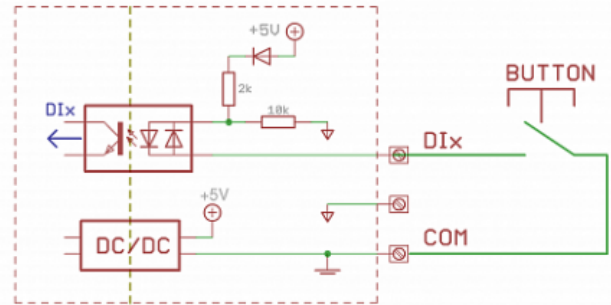 +5V
2k
BUTTON
DIx
10k
DIx
+5V
DC/DC
COM